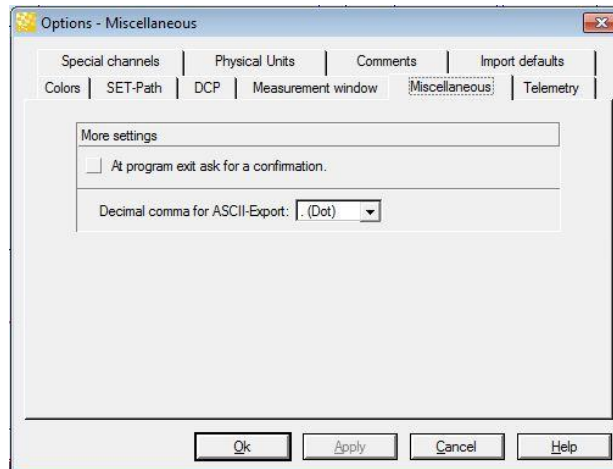 Options - Miscellaneous
Special channels Physical Units Comments Import defaults
Colors SET-Path DCP Measurement window Miscellaneous Telemetry
More settings
At program exit ask for a confirmation.
Decimal comma for ASCII-Export: . (Dot)
Ok Apply Cancel Help